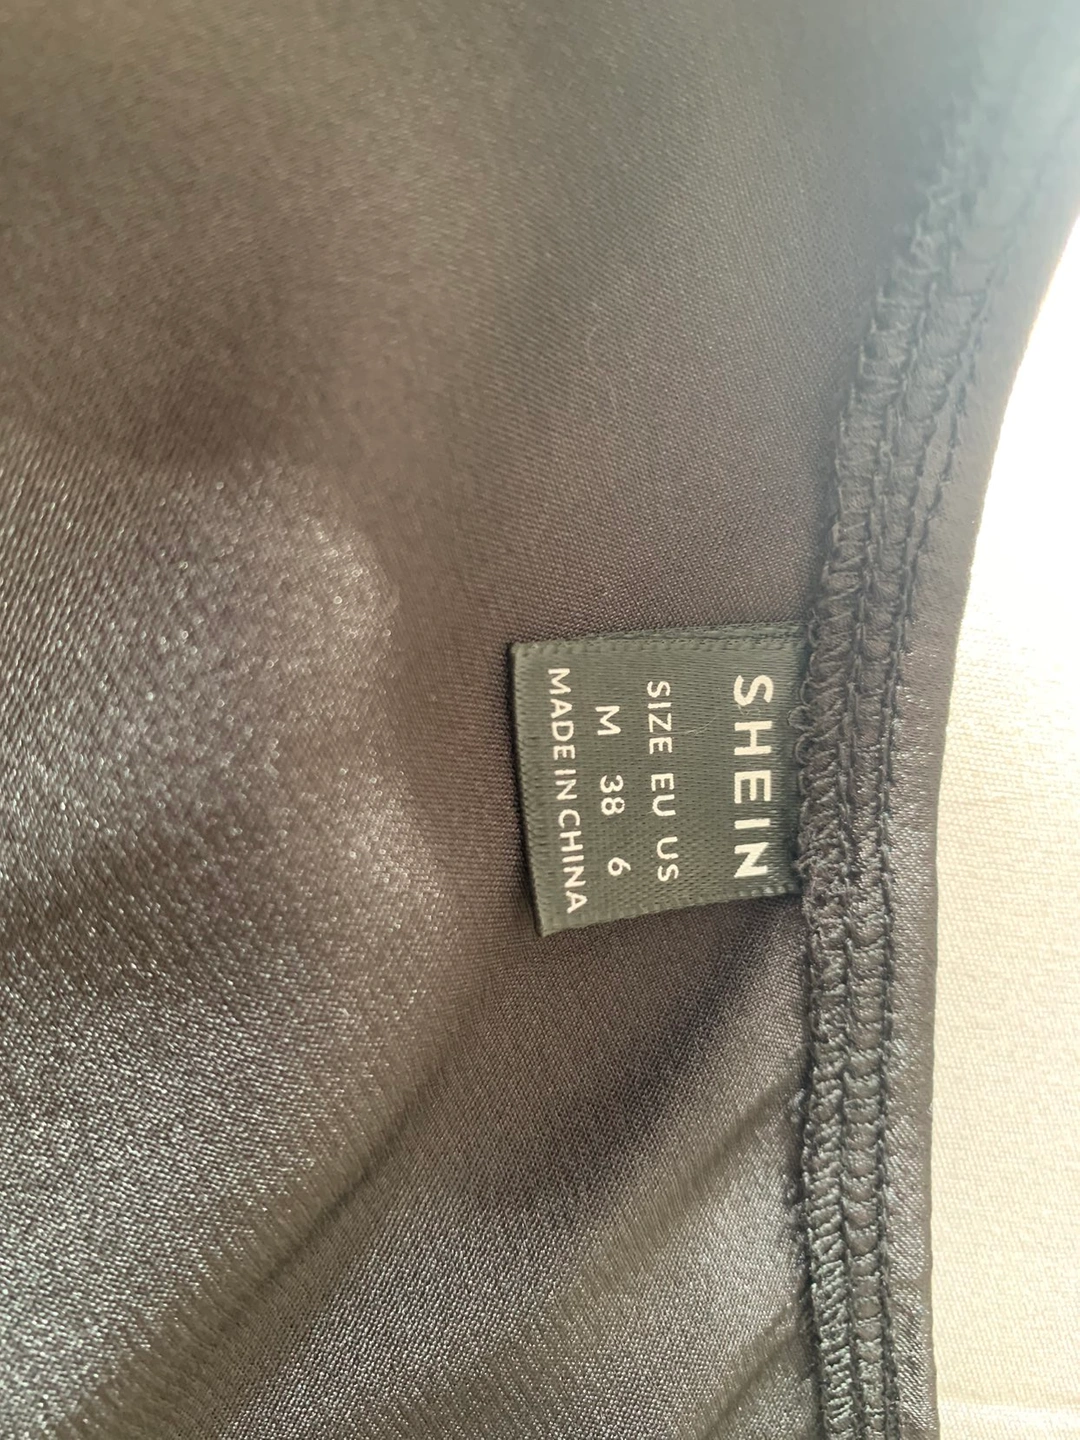 SHEIN
SIZE EU US
M 38 6
MADE IN CHINA